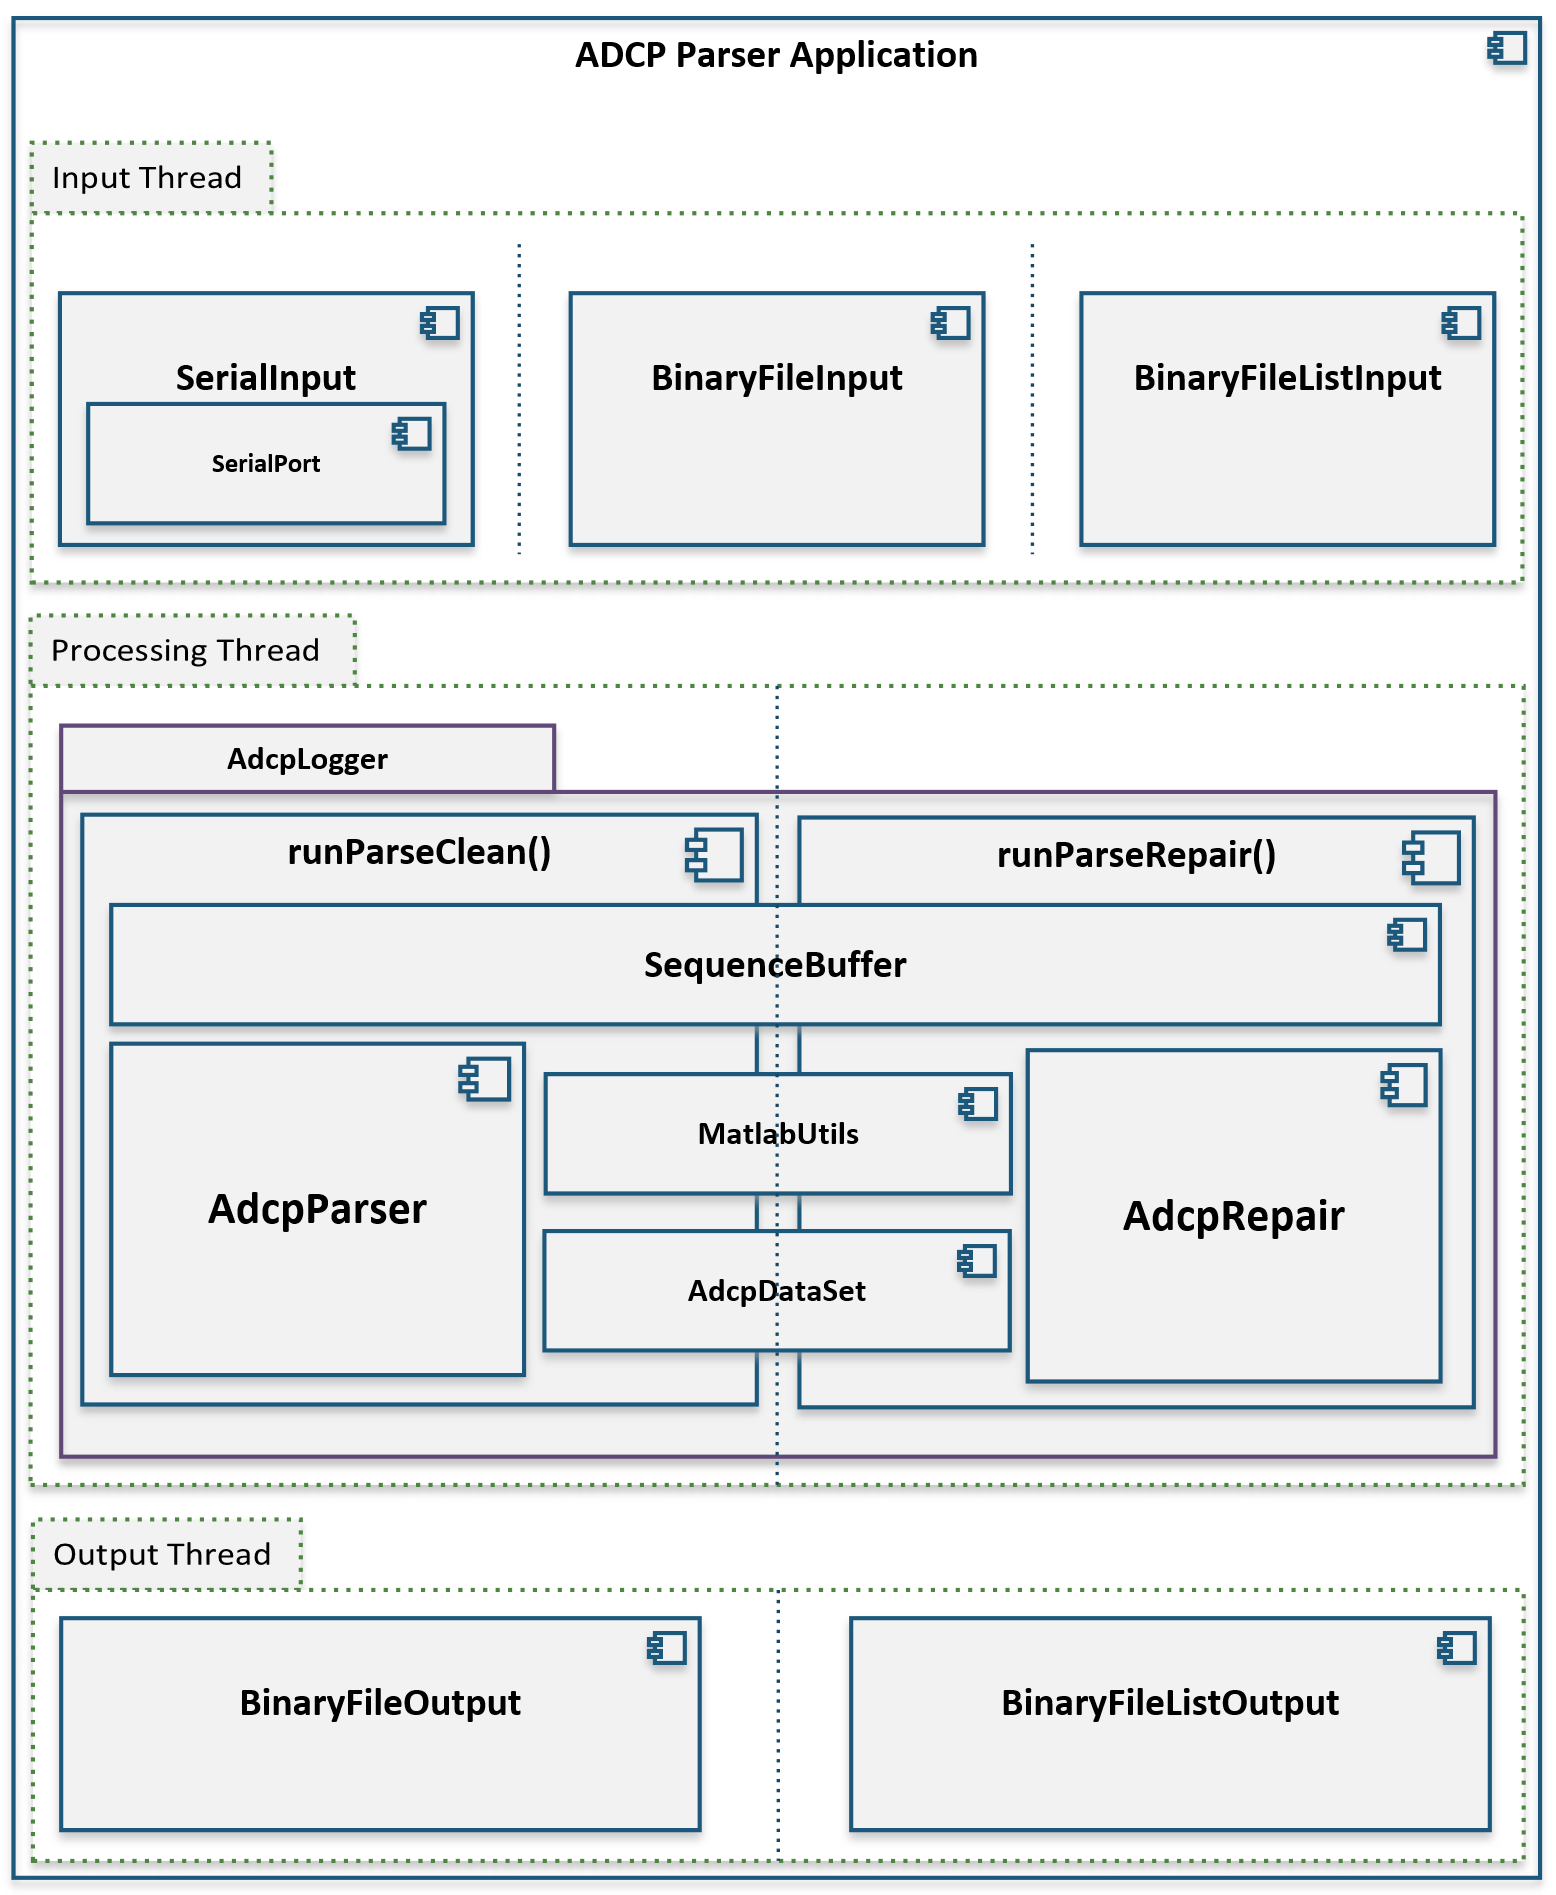 ADCP Parser Application
Input Thread
SerialInput
SerialPort
BinaryFileInput
BinaryFileListInput
Processing Thread
AdcpLogger
runParseClean()
runParseRepair()
SequenceBuffer
AdcpParser
MatlabUtils
AdcpDataSet
AdcpRepair
Output Thread
BinaryFileOutput
BinaryFileListOutput